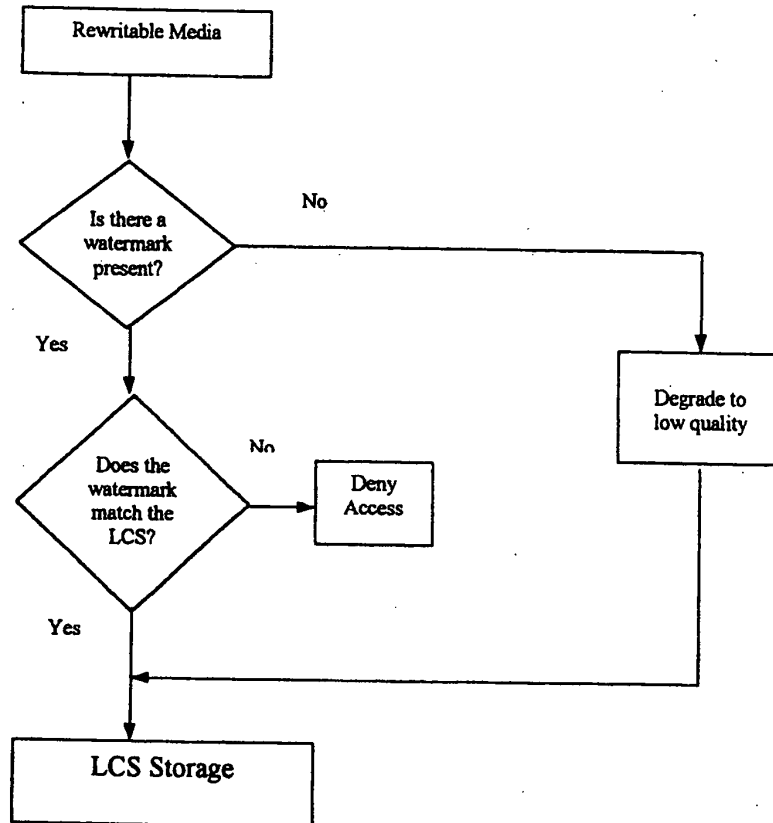 Rewritable Media
No
Is there a
watermark
present?
Yes
Degrade to
low quality
No
Does the
watermark
match the
LCS?
Deny
Access
Yes
LCS Storage